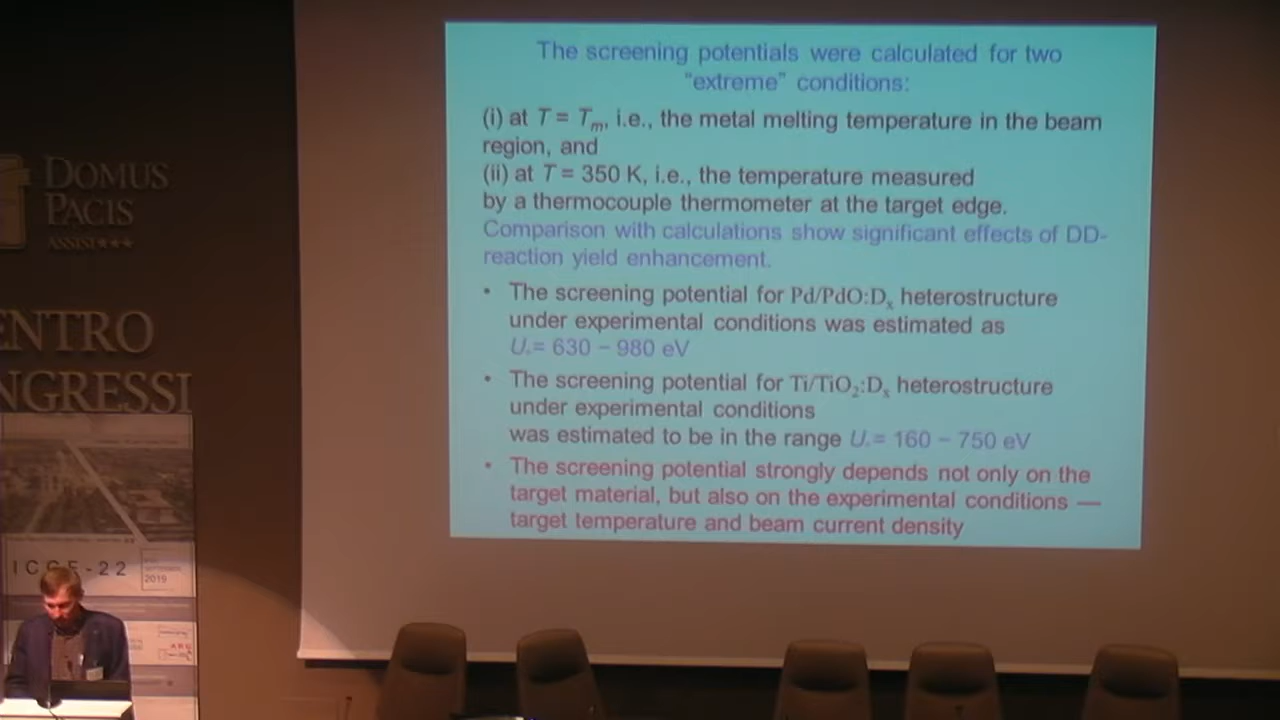 The screening potentials were calculated for two
“extreme” conditions:
(i) at T = Tm, i.e., the metal melting temperature in the beam
region, and
(ii) at T = 350 K, i.e., the temperature measured
by a thermocouple thermometer at the target edge.
Comparison with calculations show significant effects of DD-
reaction yield enhancement.
• The screening potential for Pd/PdO:Dx heterostructure
under experimental conditions was estimated as
Ue= 630 – 980 eV
• The screening potential for Ti/TiO2:Dx heterostructure
under experimental conditions
was estimated to be in the range Ue= 160 – 750 eV
• The screening potential strongly depends not only on the
target material, but also on the experimental conditions —
target temperature and beam current density
DOMUS
PACIS
ASSISI★★★
ENTRO
NGRESSI
ICCF-22
2019